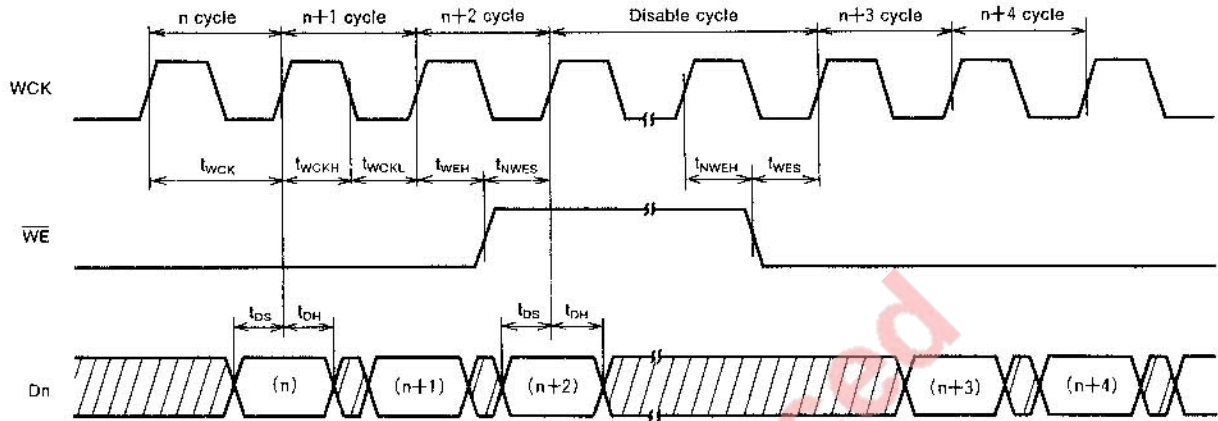 n cycle n+1 cycle n+2 cycle Disable cycle n+3 cycle n+4 cycle
WCK
tWCK tWCKH tWCKL tWEH tNWES tNWEH tWES
WE
tDS tDH tDS tDH
Dn (n) (n+1) (n+2) (n+3) (n+4)